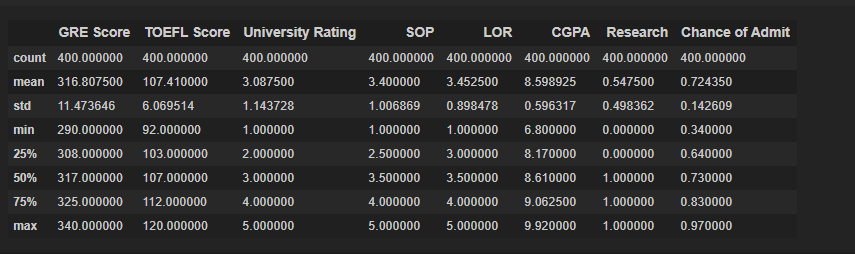 GRE Score TOEFL Score University Rating SOP LOR CGPA Research Chance of Admit
count 400.000000 400.000000 400.000000 400.000000 400.000000 400.000000 400.000000 400.000000
mean 316.807500 107.410000 3.087500 3.400000 3.452500 8.598925 0.547500 0.724350
std 11.473646 6.069514 1.143728 1.006869 0.898478 0.596317 0.498362 0.142609
min 290.000000 92.000000 1.000000 1.000000 1.000000 6.800000 0.000000 0.340000
25% 308.000000 103.000000 2.000000 2.500000 3.000000 8.170000 0.000000 0.640000
50% 317.000000 107.000000 3.000000 3.500000 3.500000 8.610000 1.000000 0.730000
75% 325.000000 112.000000 4.000000 4.000000 4.000000 9.062500 1.000000 0.830000
max 340.000000 120.000000 5.000000 5.000000 5.000000 9.920000 1.000000 0.970000